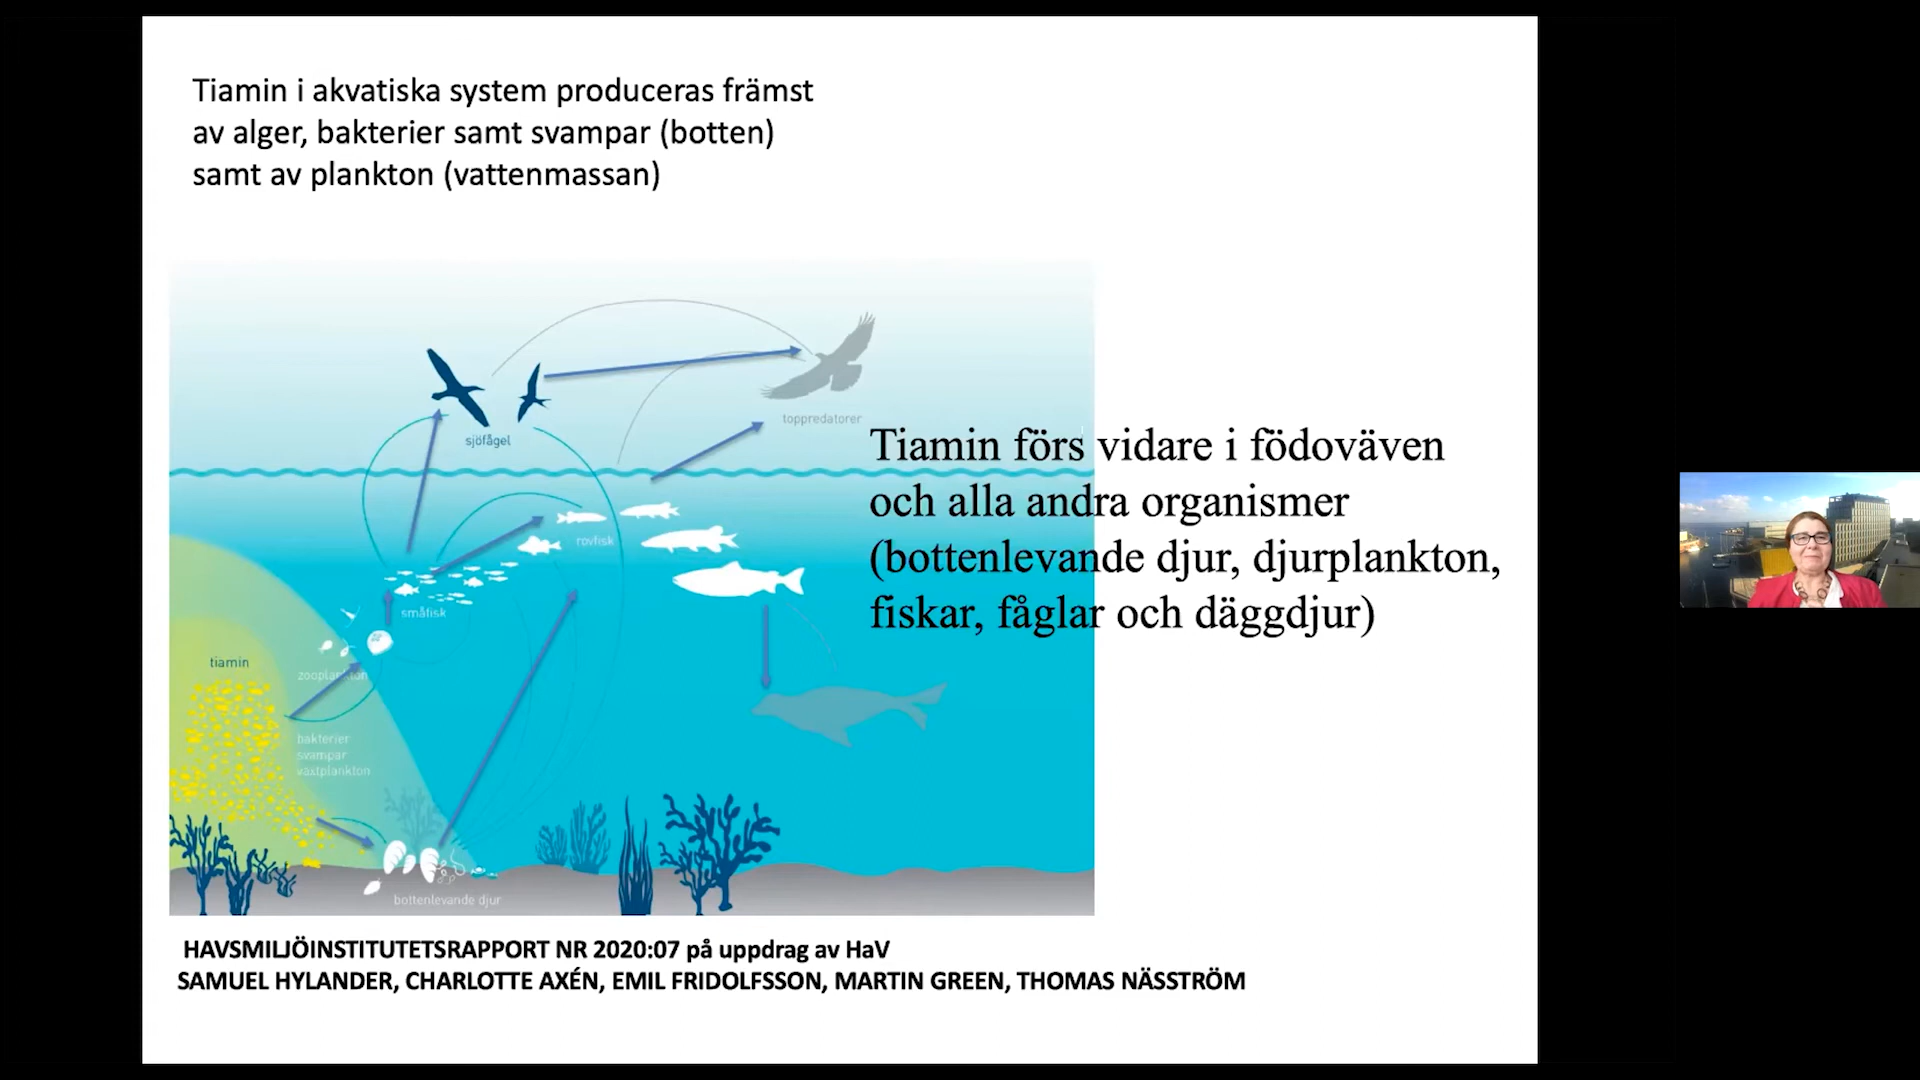 Tiamin i akvatiska system produceras främst
av alger, bakterier samt svampar (botten)
samt av plankton (vattenmassan)
toppredatorer
sjöfågel
Tiamin förs vidare i födoväven
och alla andra organismer
(bottenlevande djur, djurplankton,
fiskar, fåglar och däggdjur)
rovfisk
småfisk
tiamin
zooplankton
bakterier
svampar
växtplankton
bottenlevande djur
HAVSMILJÖINSTITUTETSRAPPORT NR 2020:07 på uppdrag av HaV
SAMUEL HYLANDER, CHARLOTTE AXÉN, EMIL FRIDOLFSSON, MARTIN GREEN, THOMAS NÄSSTRÖM